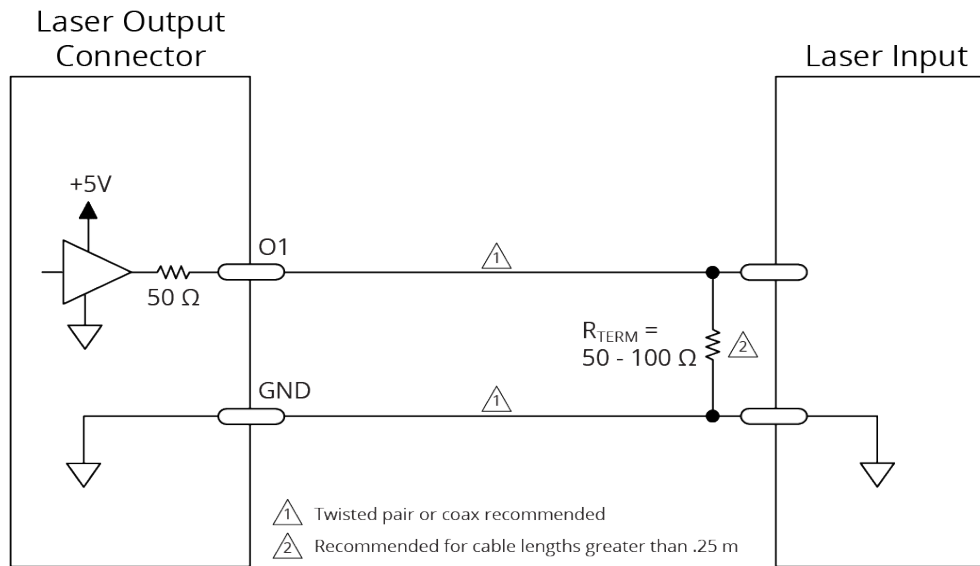 Laser Output
Connector
Laser Input
+5V
O1
50 Ω
1
R_TERM =
50 - 100 Ω
2
GND
1
1 Twisted pair or coax recommended
2 Recommended for cable lengths greater than .25 m